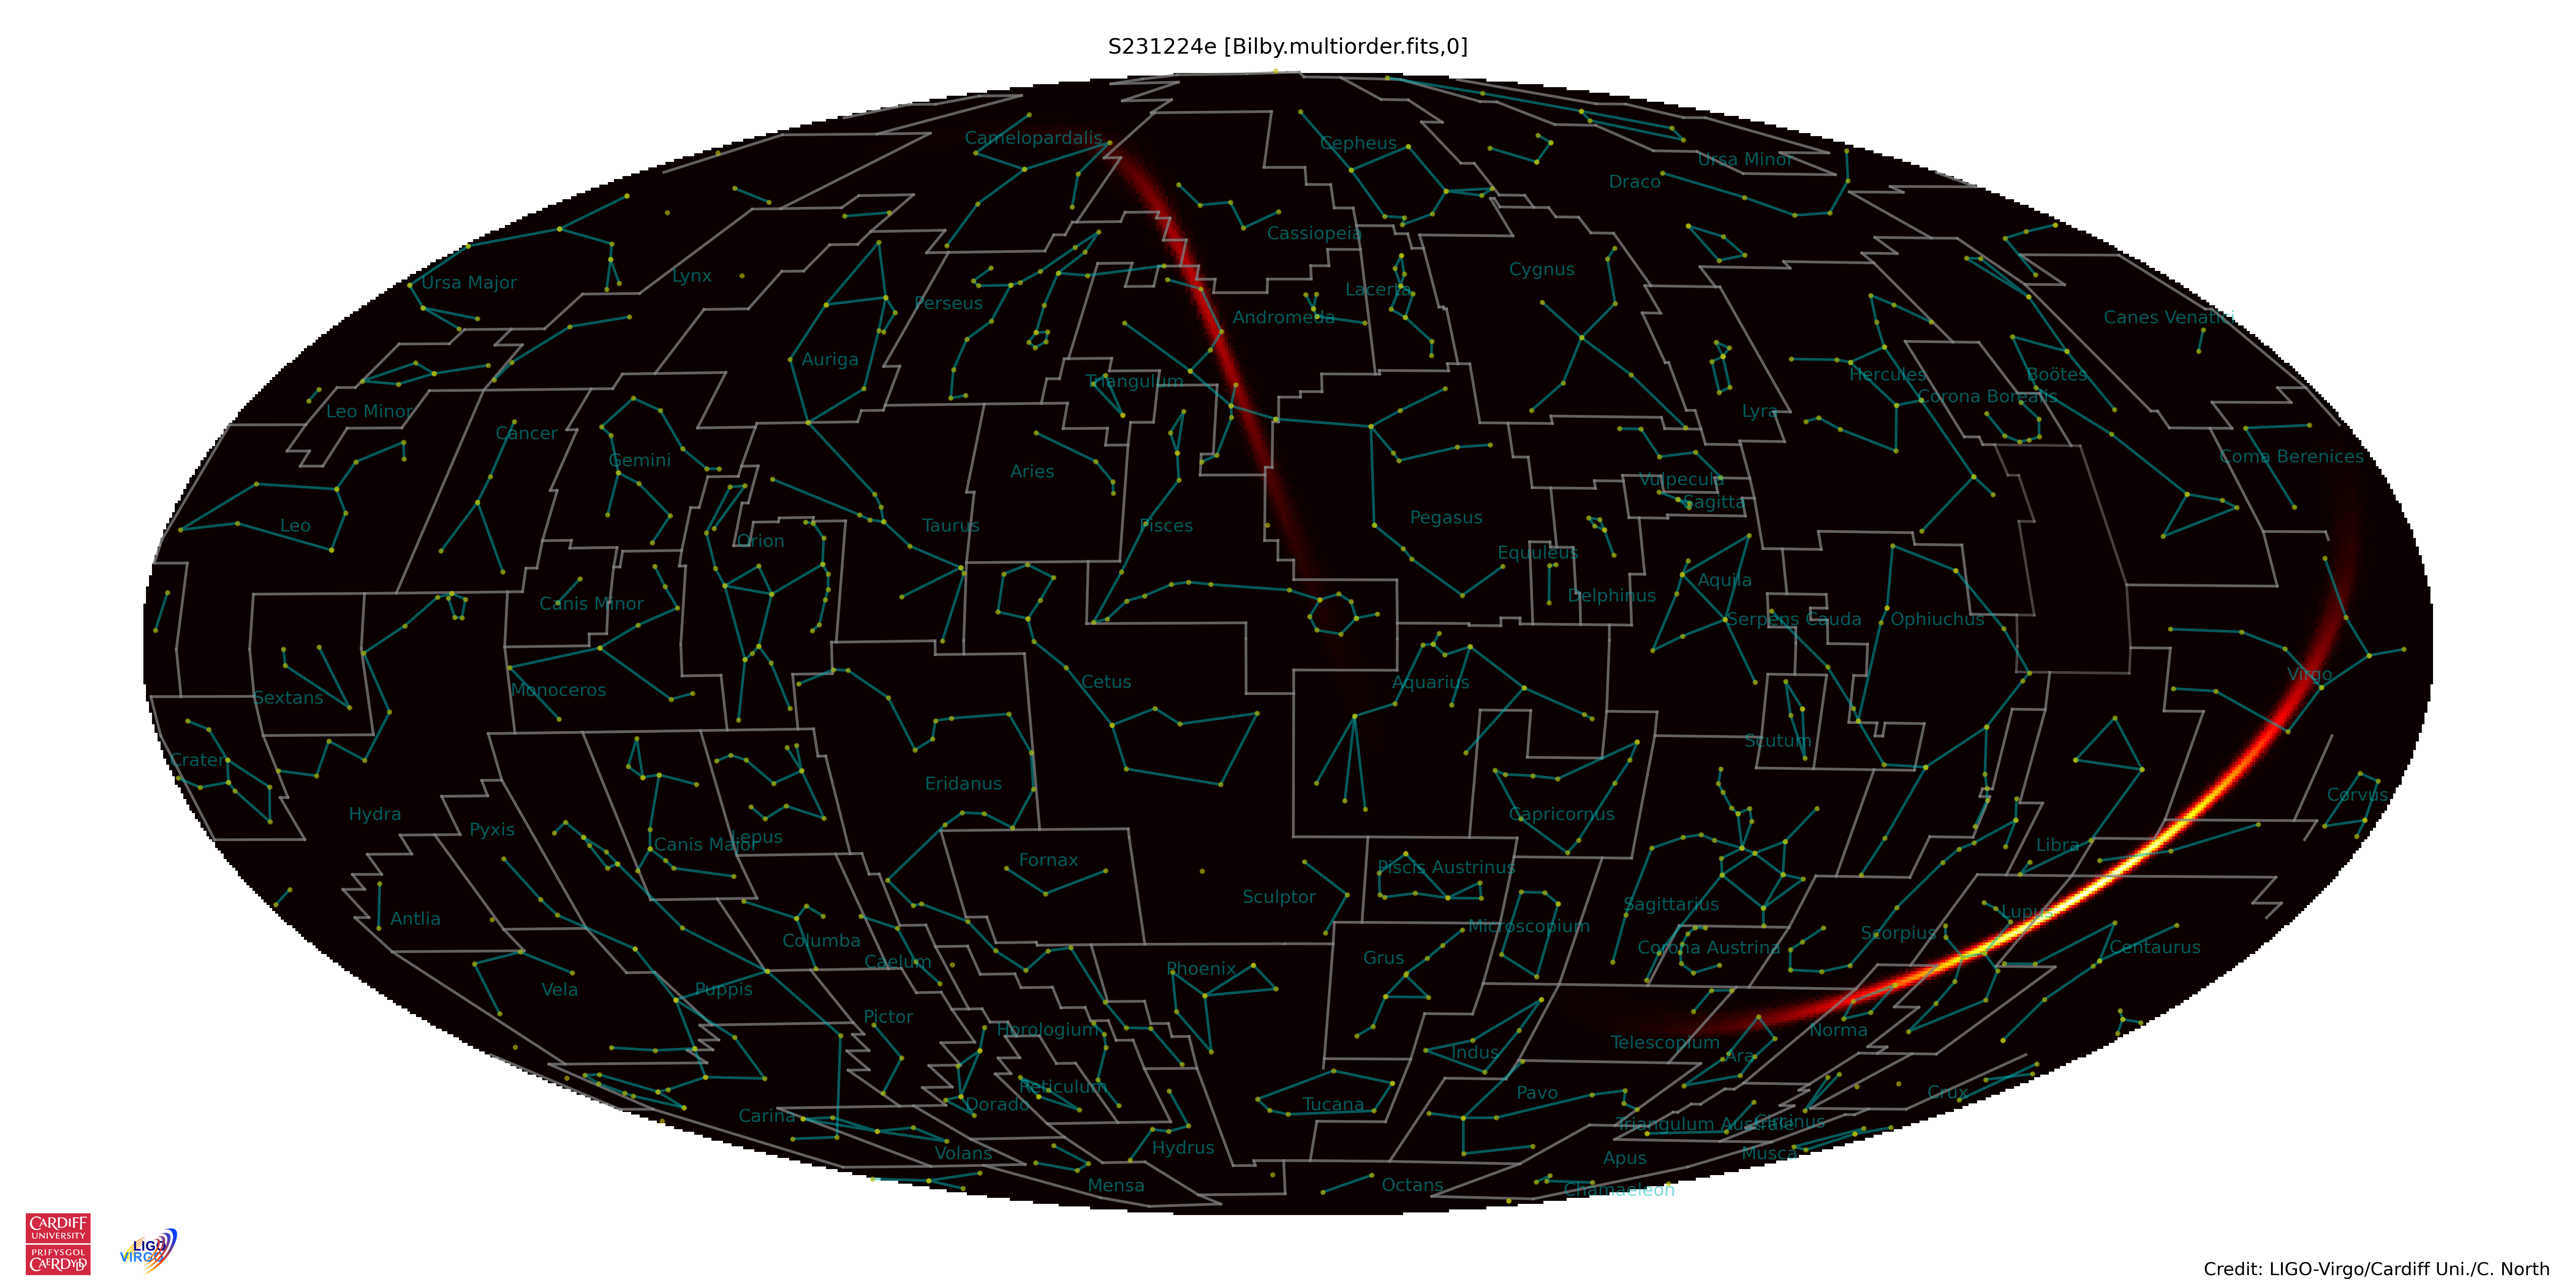 S231224e [Bilby.multiorder.fits,0]
Camelopardalis
Cepheus
Ursa Minor
Draco
Cassiopeia
Ursa Major
Lynx
Cygnus
Perseus
Lacerta
Andromeda
Canes Venatici
Auriga
Triangulum
Hercules
Boötes
Corona Borealis
Leo Minor
Lyra
Cancer
Gemini
Aries
Coma Berenices
Vulpecula
Sagitta
Leo
Orion
Taurus
Pisces
Pegasus
Equuleus
Canis Minor
Delphinus
Aquila
Serpens Cauda
Ophiuchus
Sextans
Monoceros
Cetus
Aquarius
Virgo
Crater
Scutum
Hydra
Eridanus
Capricornus
Corvus
Pyxis
Canis Major
Lepus
Libra
Fornax
Piscis Austrinus
Sculptor
Antlia
Sagittarius
Lupus
Microscopium
Columba
Caelum
Grus
Corona Austrina
Scorpius
Centaurus
Phoenix
Vela
Puppis
Pictor
Horologium
Telescopium
Norma
Indus
Ara
Reticulum
Pavo
Crux
Dorado
Tucana
Carina
Triangulum Australe
Circinus
Volans
Hydrus
Apus
Musca
Mensa
Octans
Chamaeleon
CARDIFF
UNIVERSITY
PRIFYSGOL
CAERDYDD
LIGO
VIRGO
Credit: LIGO-Virgo/Cardiff Uni./C. North